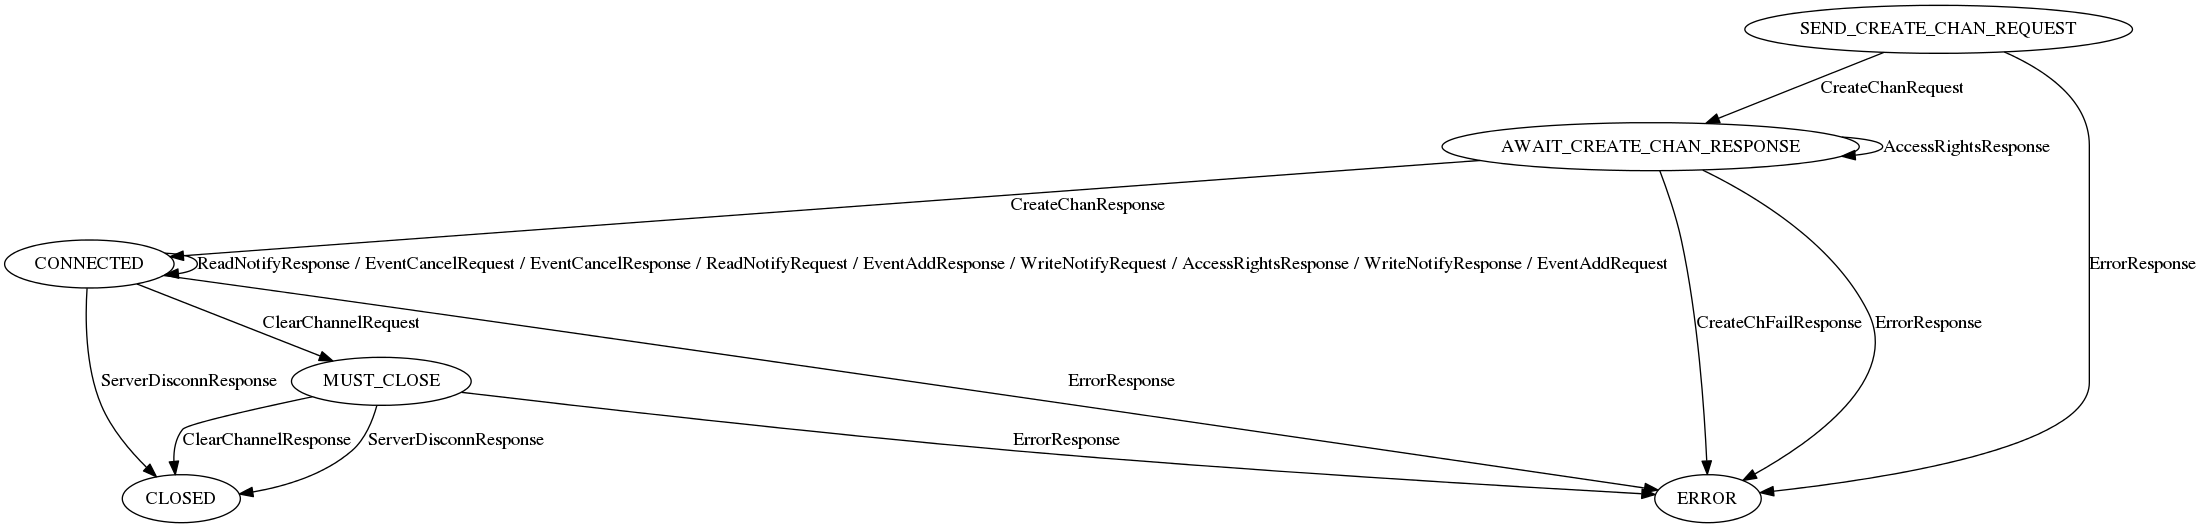 SEND_CREATE_CHAN_REQUEST
CreateChanRequest
AWAIT_CREATE_CHAN_RESPONSE
AccessRightsResponse
CreateChanResponse
CONNECTED
ReadNotifyResponse / EventCancelRequest / EventCancelResponse / ReadNotifyRequest / EventAddResponse / WriteNotifyRequest / AccessRightsResponse / WriteNotifyResponse / EventAddRequest
ErrorResponse
ClearChannelRequest
CreateChFailResponse
ErrorResponse
ServerDisconnResponse
MUST_CLOSE
ErrorResponse
ClearChannelResponse
ServerDisconnResponse
ErrorResponse
CLOSED
ERROR